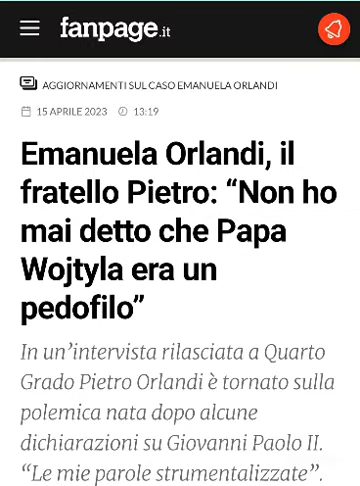 fanpage.it
AGGIORNAMENTI SUL CASO EMANUELA ORLANDI
15 APRILE 2023 13:19
Emanuela Orlandi, il
fratello Pietro: “Non ho
mai detto che Papa
Wojtyla era un
pedofilo”
In un’intervista rilasciata a Quarto
Grado Pietro Orlandi è tornato sulla
polemica nata dopo alcune
dichiarazioni su Giovanni Paolo II.
“Le mie parole strumentalizzate”.